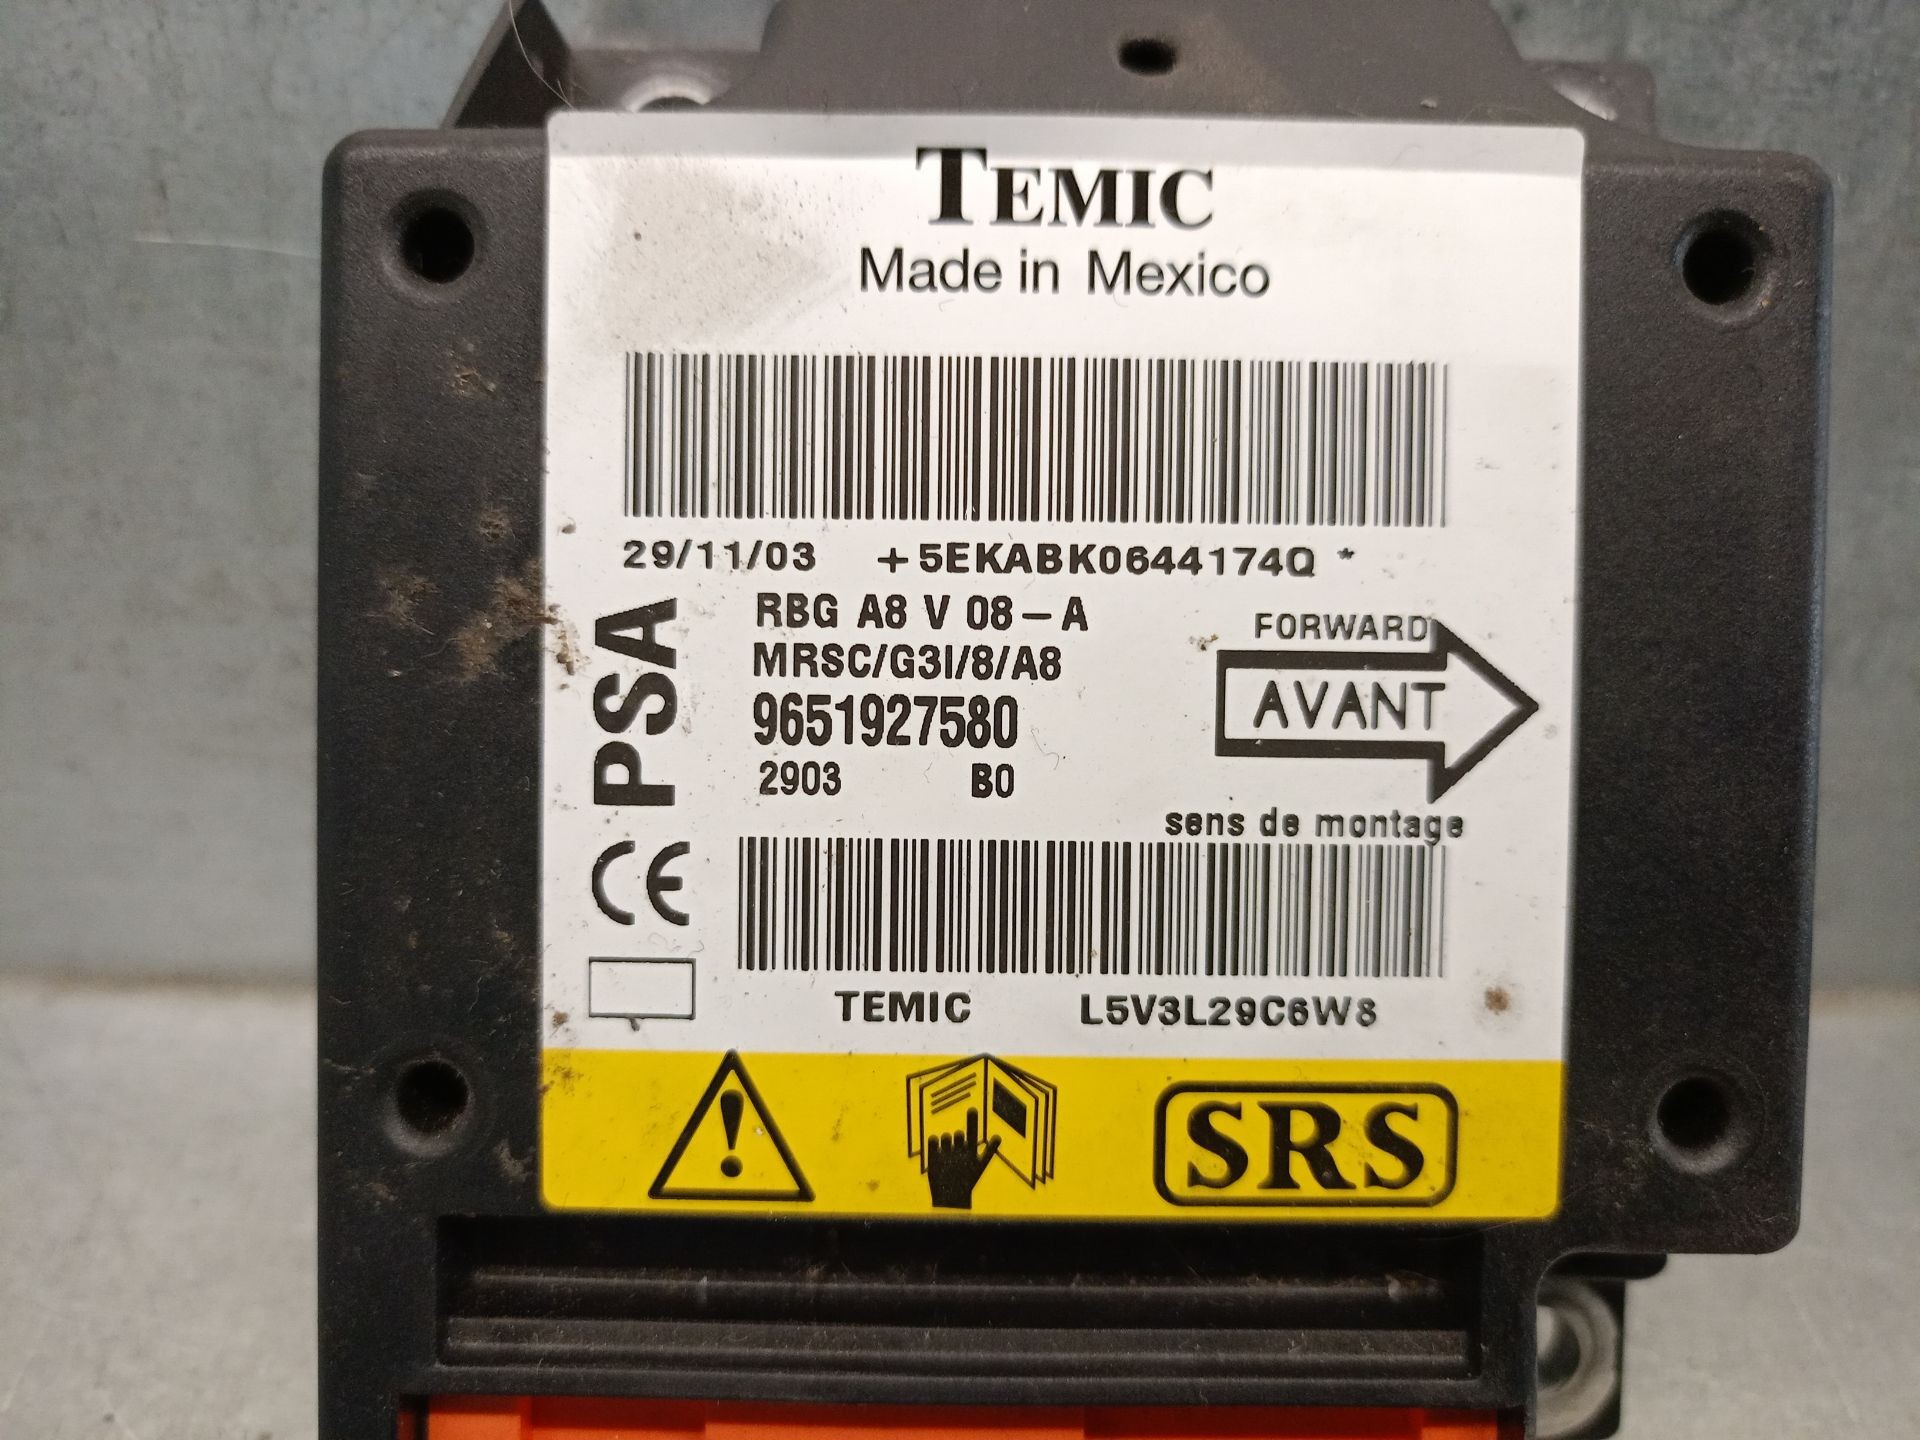 TEMIC
Made in Mexico
29/11/03 +5EKABK0644174Q *
PSA
RBG A8 V 08-A
MRSC/G3I/8/A8
9651927580
2903 B0
FORWARD
AVANT
sens de montage
CE
TEMIC L5V3L29C6W8
SRS